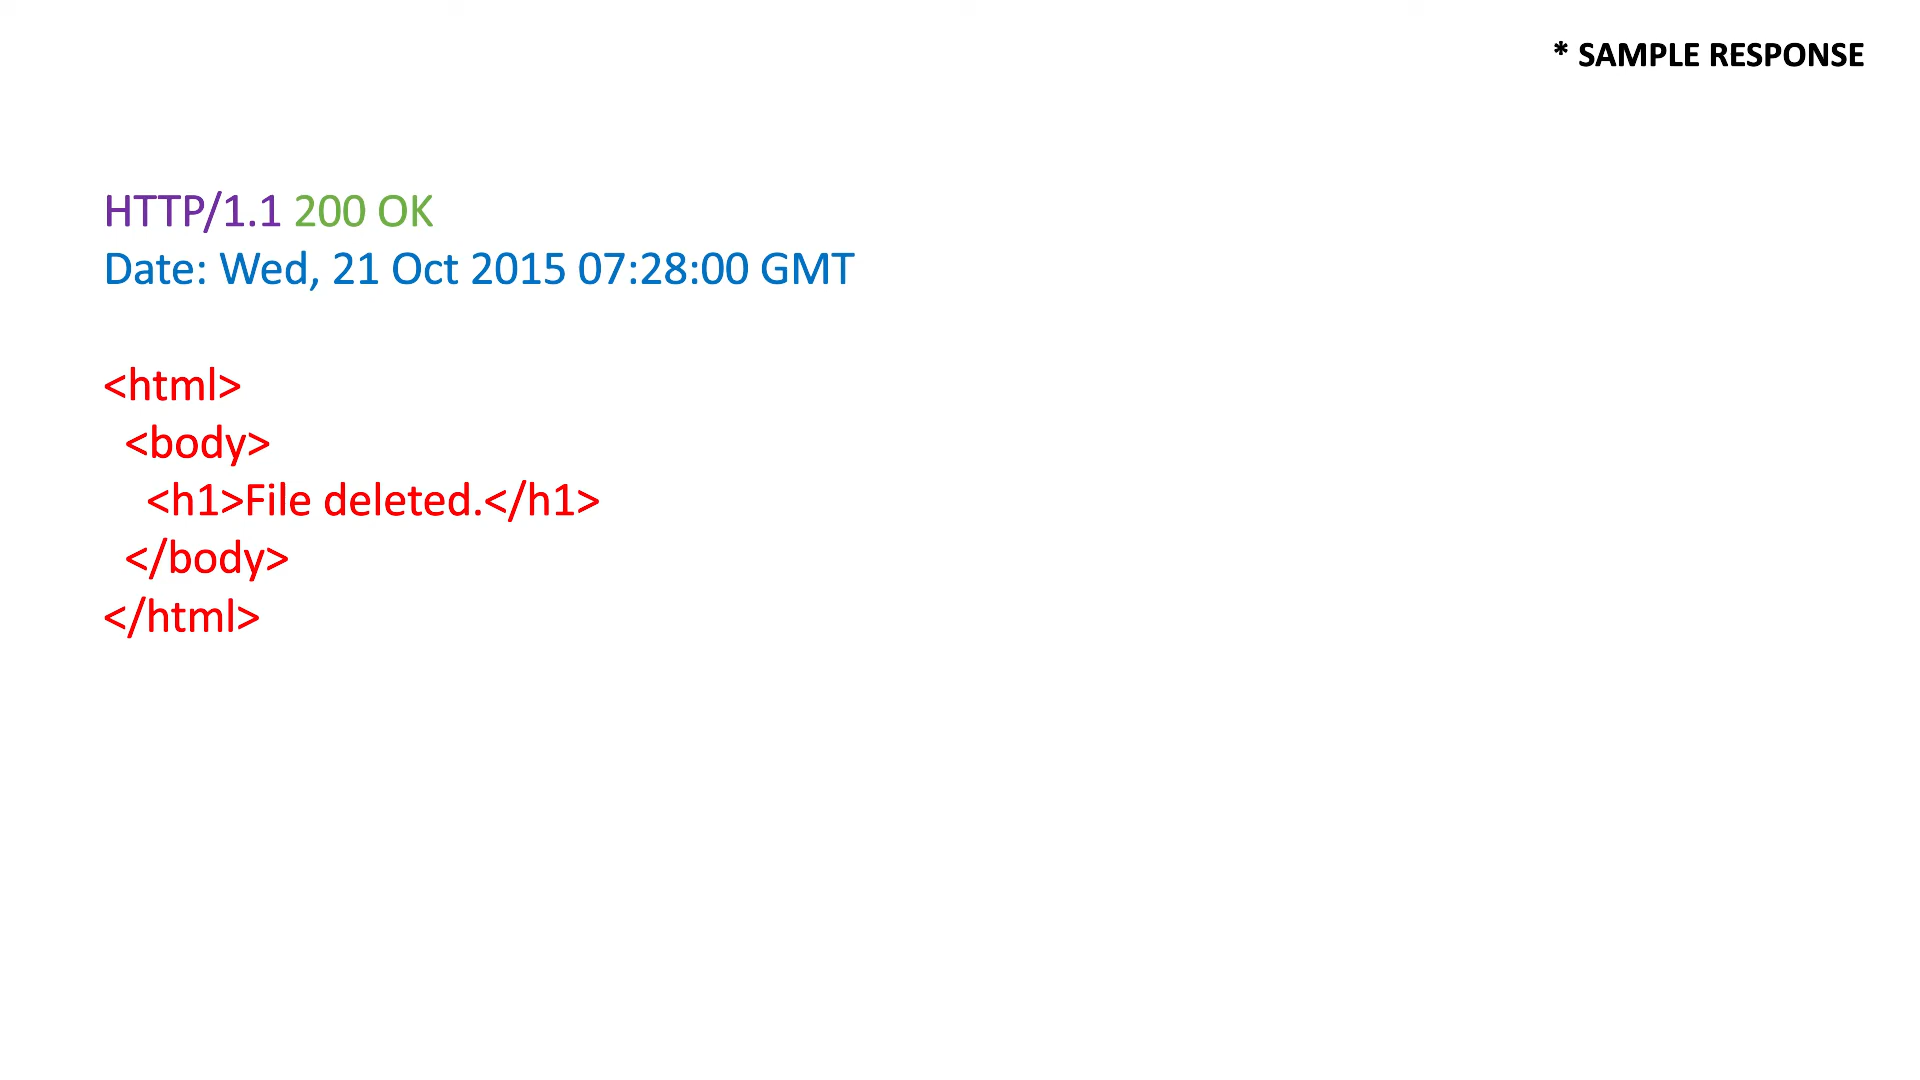 * SAMPLE RESPONSE
HTTP/1.1 200 OK
Date: Wed, 21 Oct 2015 07:28:00 GMT
<html>
<body>
<h1>File deleted.</h1>
</body>
</html>